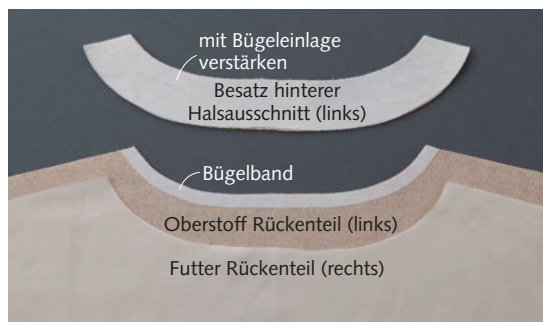 mit Bügeleinlage
verstärken
Besatz hinterer
Halsausschnitt (links)
Bügelband
Oberstoff Rückenteil (links)
Futter Rückenteil (rechts)